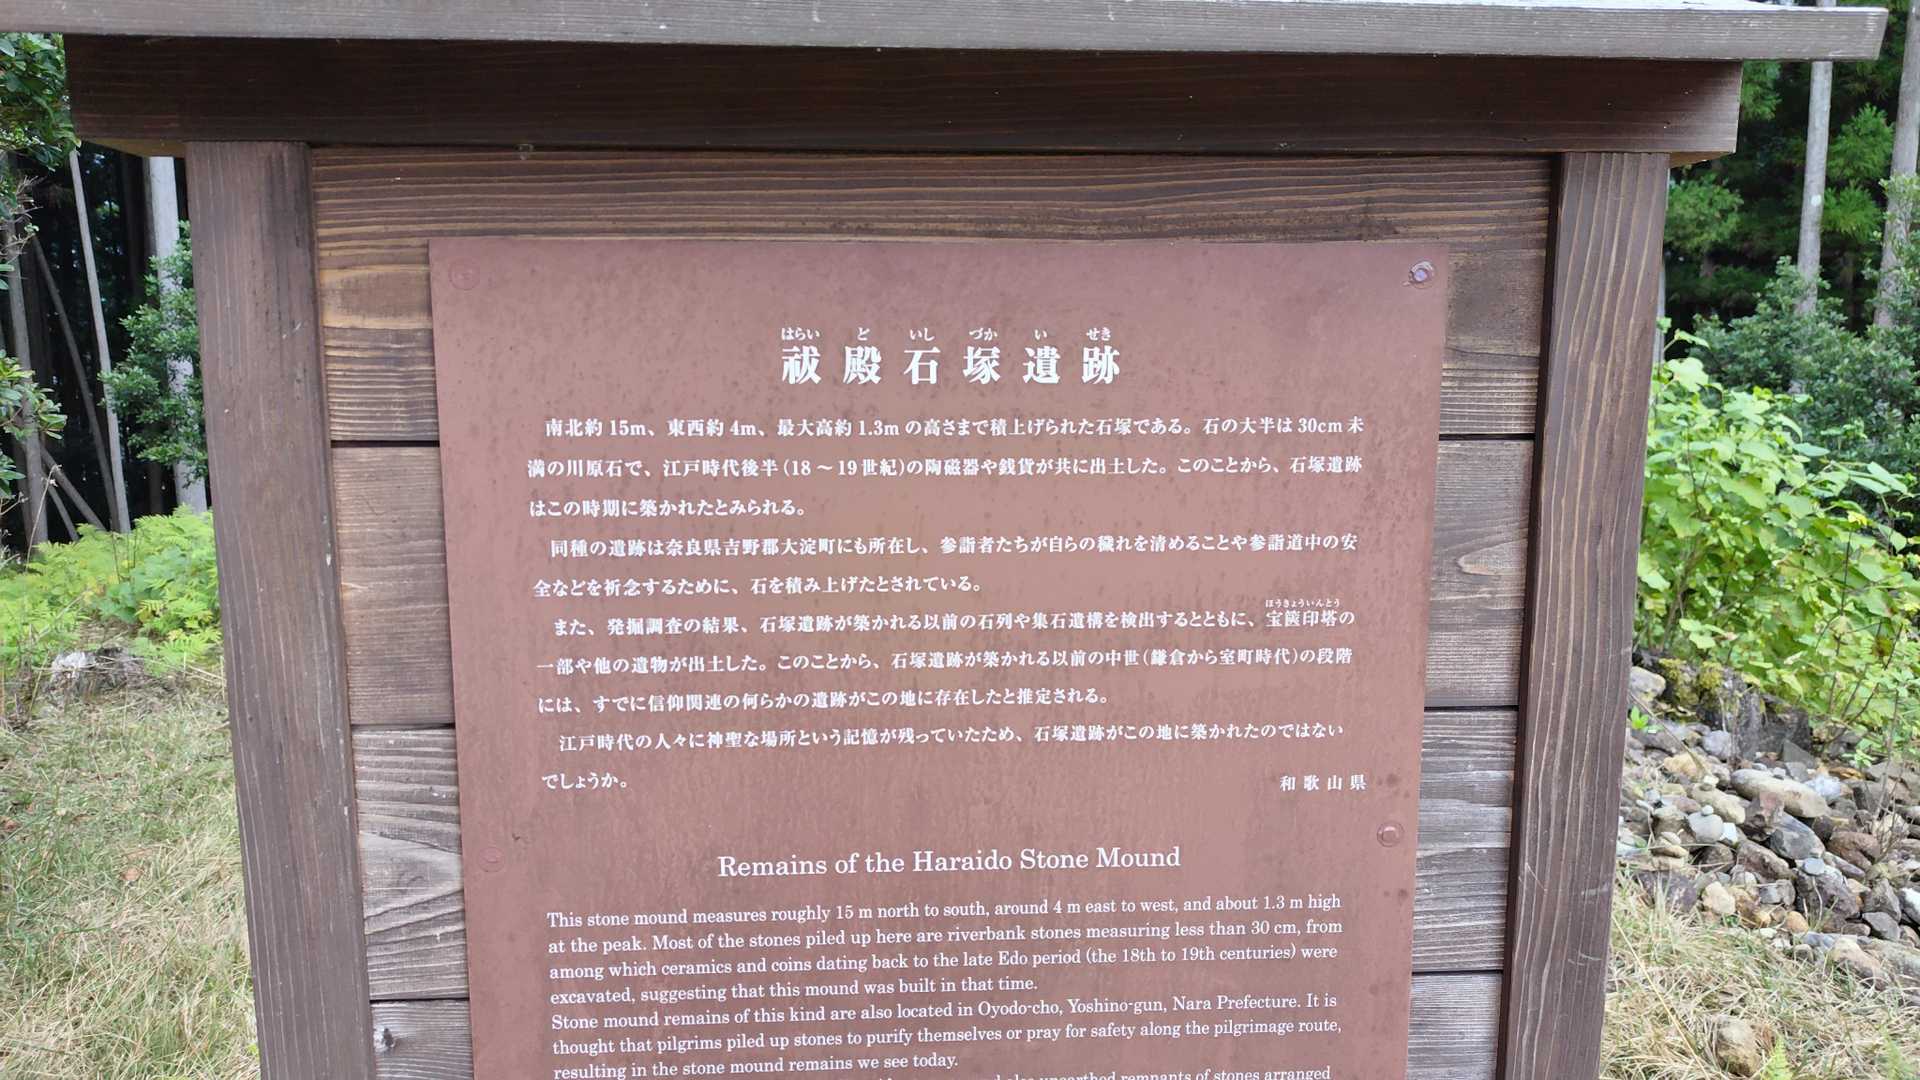 はらい ど いし づか い せき
祓殿石塚遺跡
南北約15m、東西約4m、最大高約1.3mの高さまで積上げられた石塚である。石の大半は30cm未
満の川原石で、江戸時代後半(18～19世紀)の陶磁器や銭貨が共に出土した。このことから、石塚遺跡
はこの時期に築かれたとみられる。
同種の遺跡は奈良県吉野郡大淀町にも所在し、参詣者たちが自らの穢れを清めることや参詣道中の安
全などを祈念するために、石を積み上げたとされている。
ほうきょういんとう
また、発掘調査の結果、石塚遺跡が築かれる以前の石列や集石遺構を検出するとともに、宝篋印塔の
一部や他の遺物が出土した。このことから、石塚遺跡が築かれる以前の中世(鎌倉から室町時代)の段階
には、すでに信仰関連の何らかの遺跡がこの地に存在したと推定される。
江戸時代の人々に神聖な場所という記憶が残っていたため、石塚遺跡がこの地に築かれたのではない
でしょうか。 和歌山県
Remains of the Haraido Stone Mound
This stone mound measures roughly 15 m north to south, around 4 m east to west, and about 1.3 m high
at the peak. Most of the stones piled up here are riverbank stones measuring less than 30 cm, from
among which ceramics and coins dating back to the late Edo period (the 18th to 19th centuries) were
excavated, suggesting that this mound was built in that time.
Stone mound remains of this kind are also located in Oyodo-cho, Yoshino-gun, Nara Prefecture. It is
thought that pilgrims piled up stones to purify themselves or pray for safety along the pilgrimage route,
resulting in the stone mound remains we see today.
also unearthed remnants of stones arranged